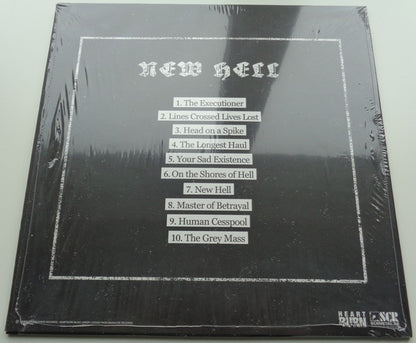 NEW HELL
1. The Executioner
2. Lines Crossed Lives Lost
3. Head on a Spike
4. The Longest Haul
5. Your Sad Existence
6. On the Shores of Hell
7. New Hell
8. Master of Betrayal
9. Human Cesspool
10. The Grey Mass
HEART
BURN
SCR